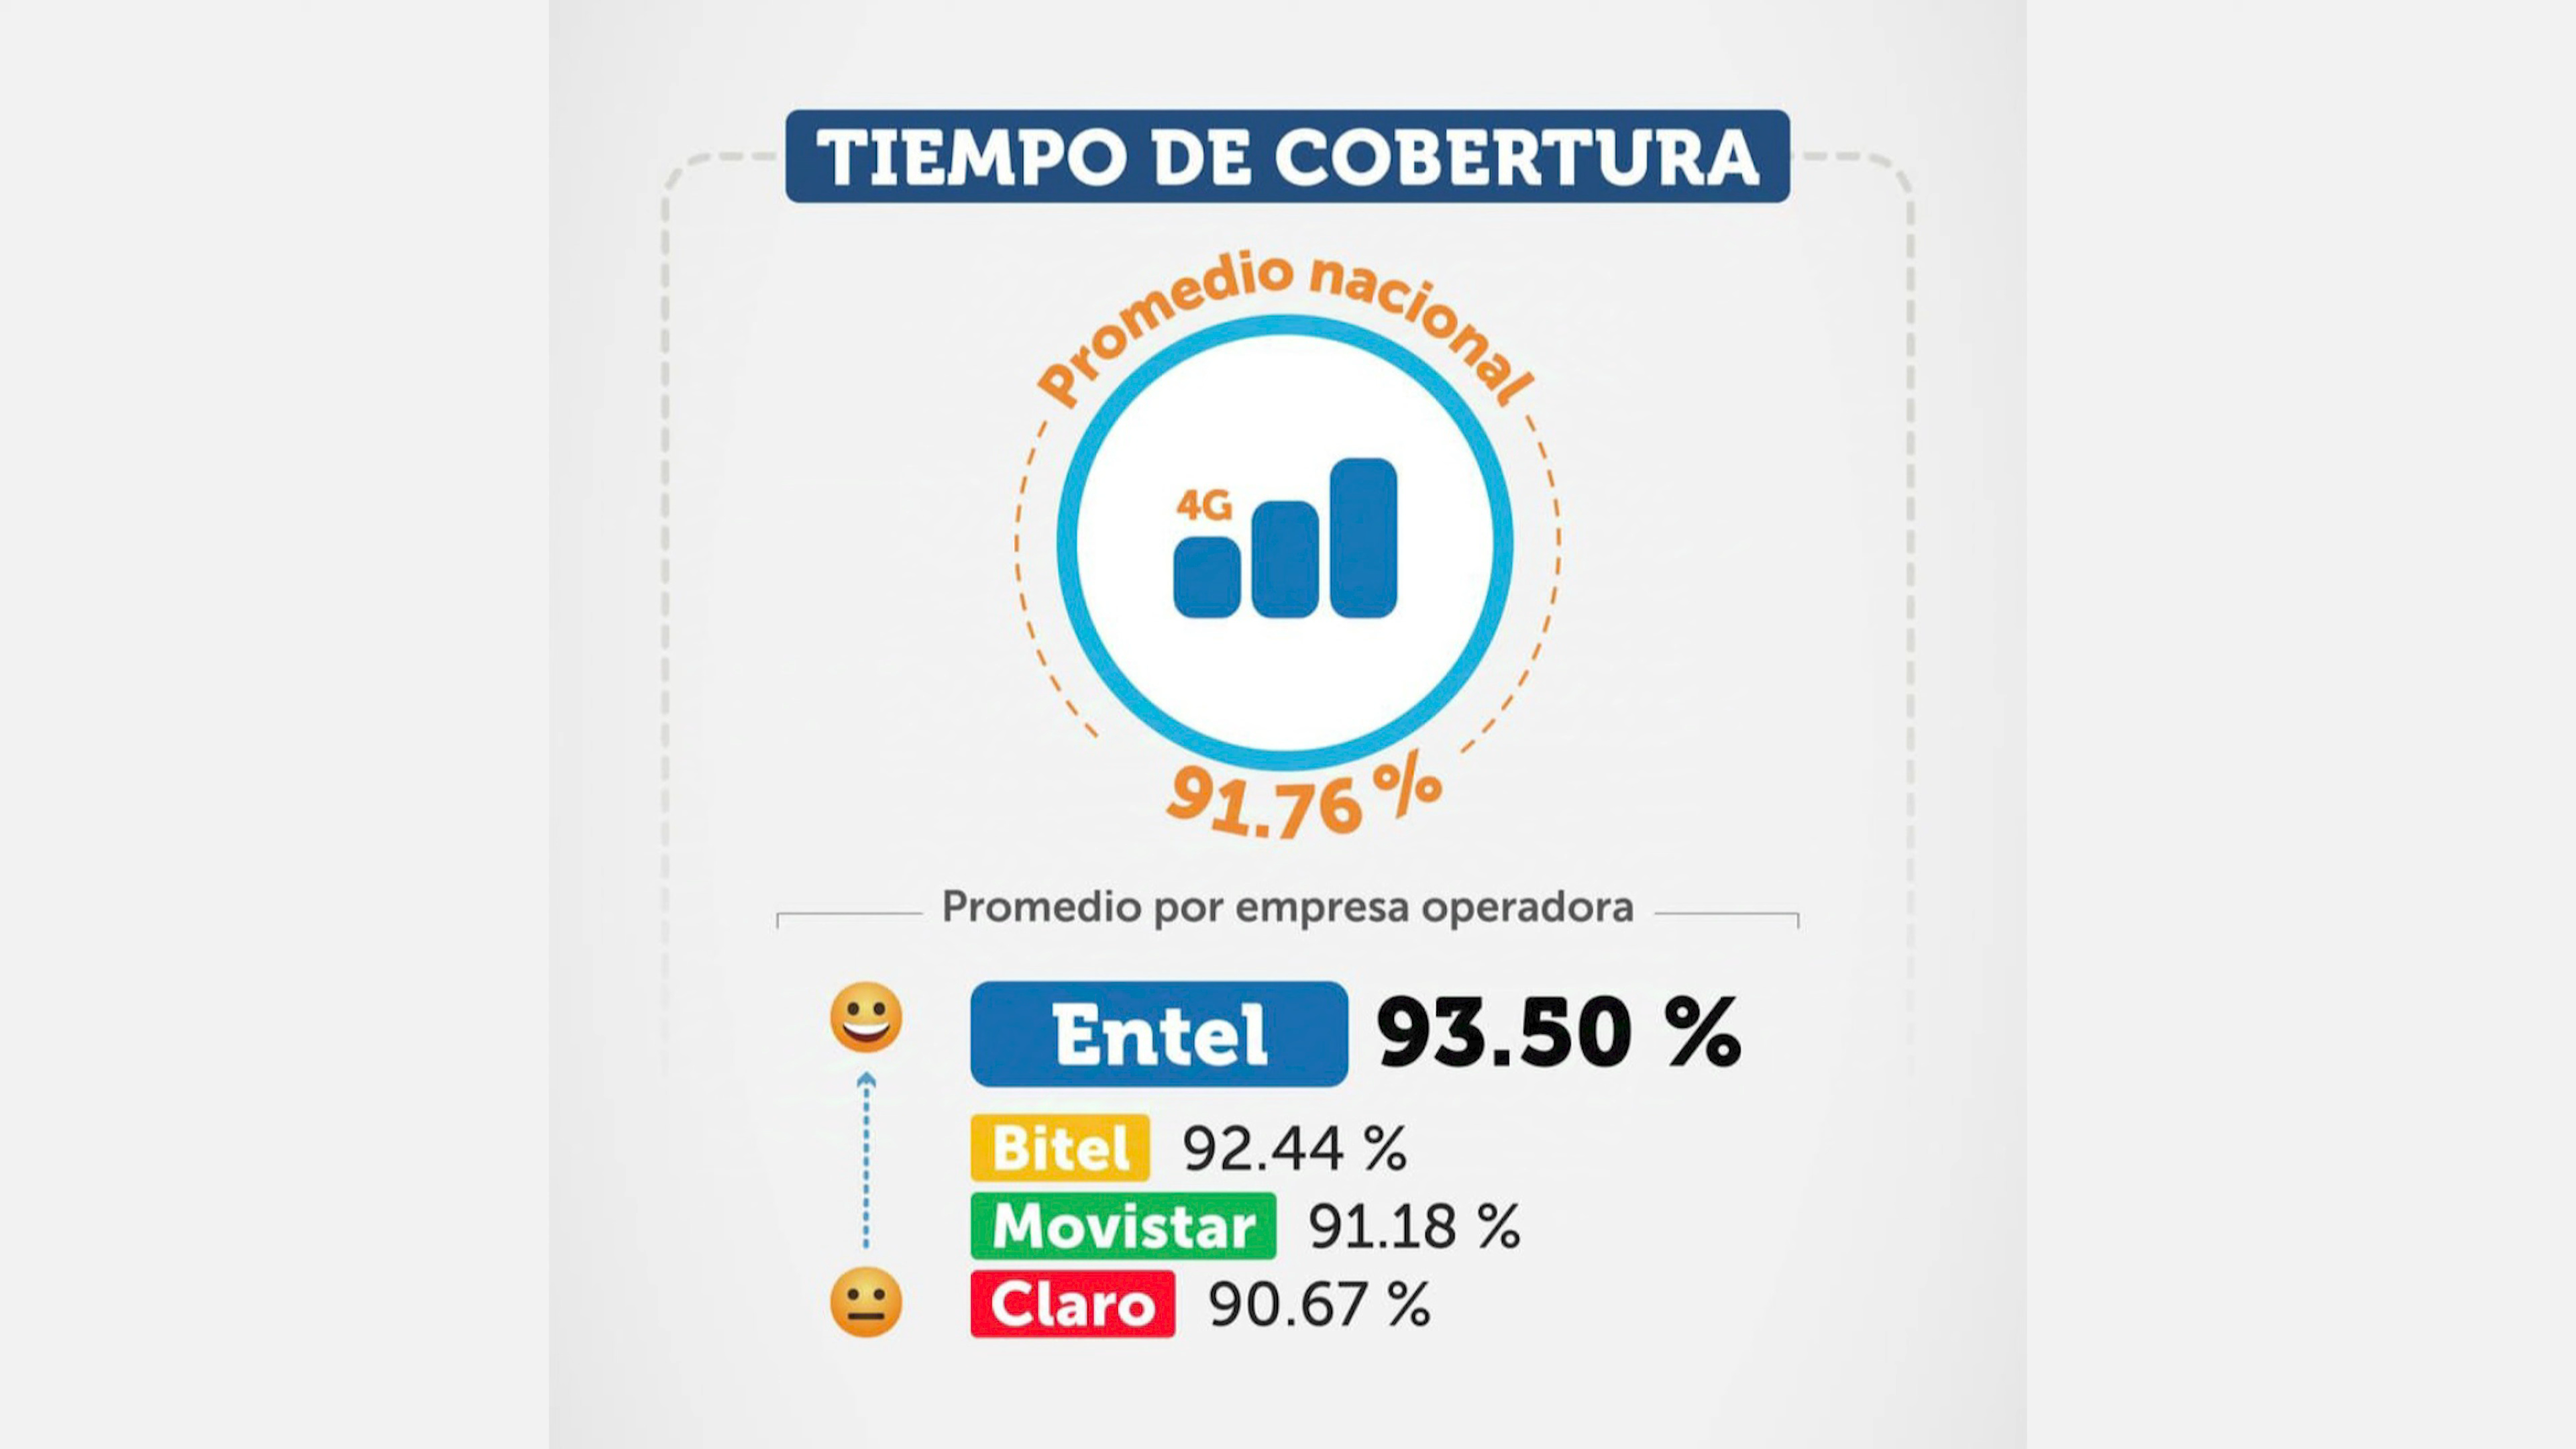 TIEMPO DE COBERTURA
Promedio nacional
4G
91.76 %
Promedio por empresa operadora
Entel 93.50 %
Bitel 92.44 %
Movistar 91.18 %
Claro 90.67 %